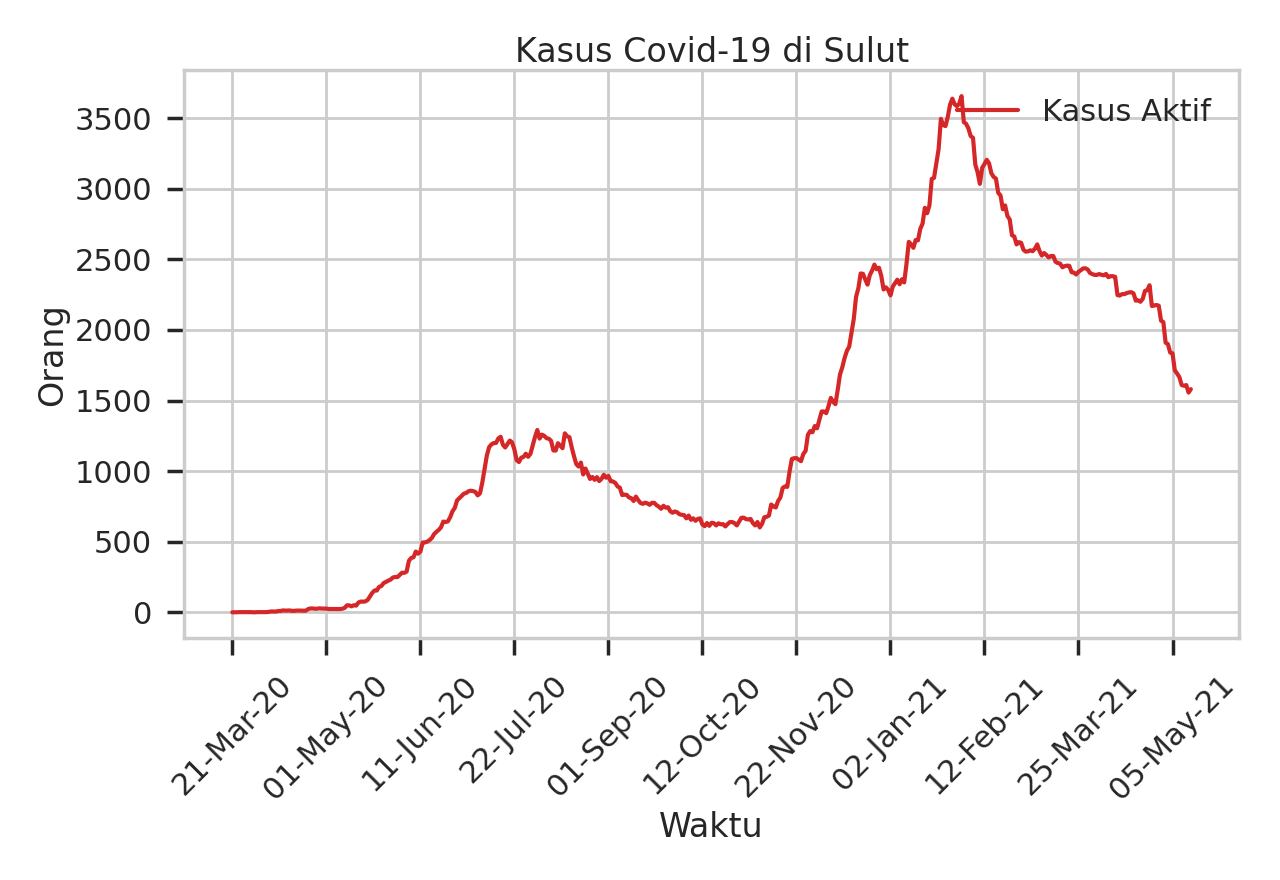 Kasus Covid-19 di Sulut
Kasus Aktif
Orang
3500
3000
2500
2000
1500
1000
500
0
21-Mar-20
01-May-20
11-Jun-20
22-Jul-20
01-Sep-20
12-Oct-20
22-Nov-20
02-Jan-21
12-Feb-21
25-Mar-21
05-May-21
Waktu